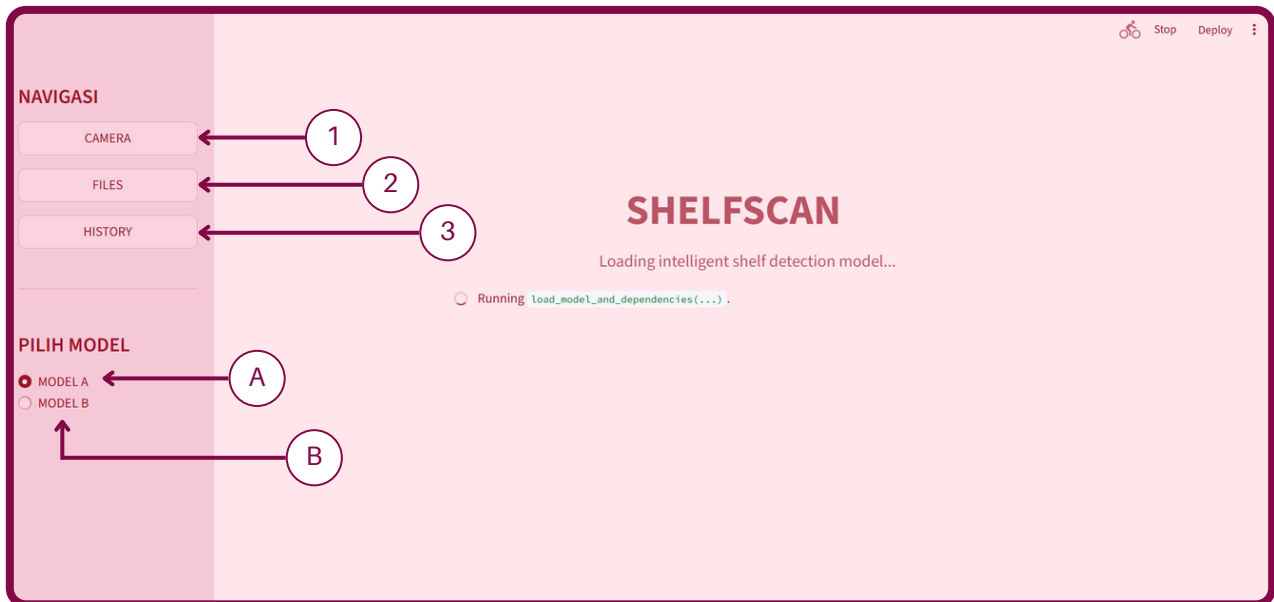 Stop Deploy
NAVIGASI
CAMERA
1
FILES
2
HISTORY
3
SHELFSCAN
Loading intelligent shelf detection model...
Running load_model_and_dependencies(...) .
PILIH MODEL
MODEL A
A
MODEL B
B